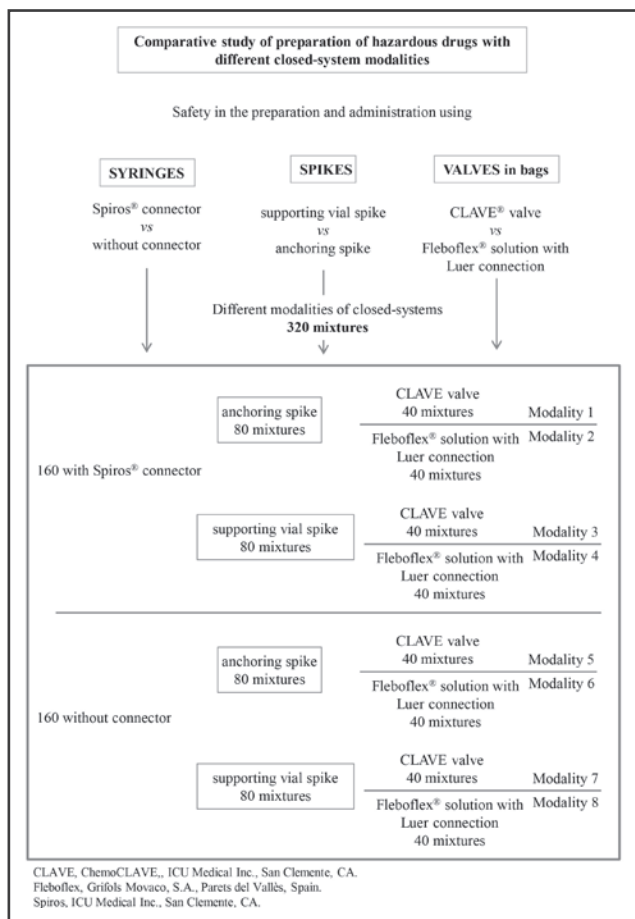 Comparative study of preparation of hazardous drugs with
different closed-system modalities
Safety in the preparation and administration using
SYRINGES
Spiros® connector
vs
without connector
SPIKES
supporting vial spike
vs
anchoring spike
VALVES in bags
CLAVE® valve
vs
Fleboflex® solution with
Luer connection
Different modalities of closed-systems
320 mixtures
160 with Spiros® connector
anchoring spike
80 mixtures
CLAVE valve
40 mixtures
Modality 1
Fleboflex® solution with
Luer connection
40 mixtures
Modality 2
supporting vial spike
80 mixtures
CLAVE valve
40 mixtures
Modality 3
Fleboflex® solution with
Luer connection
40 mixtures
Modality 4
160 without connector
anchoring spike
80 mixtures
CLAVE valve
40 mixtures
Modality 5
Fleboflex® solution with
Luer connection
40 mixtures
Modality 6
supporting vial spike
80 mixtures
CLAVE valve
40 mixtures
Modality 7
Fleboflex® solution with
Luer connection
40 mixtures
Modality 8
CLAVE, ChemoCLAVE,, ICU Medical Inc., San Clemente, CA.
Fleboflex, Grifols Movaco, S.A., Parets del Vallès, Spain.
Spiros, ICU Medical Inc., San Clemente, CA.